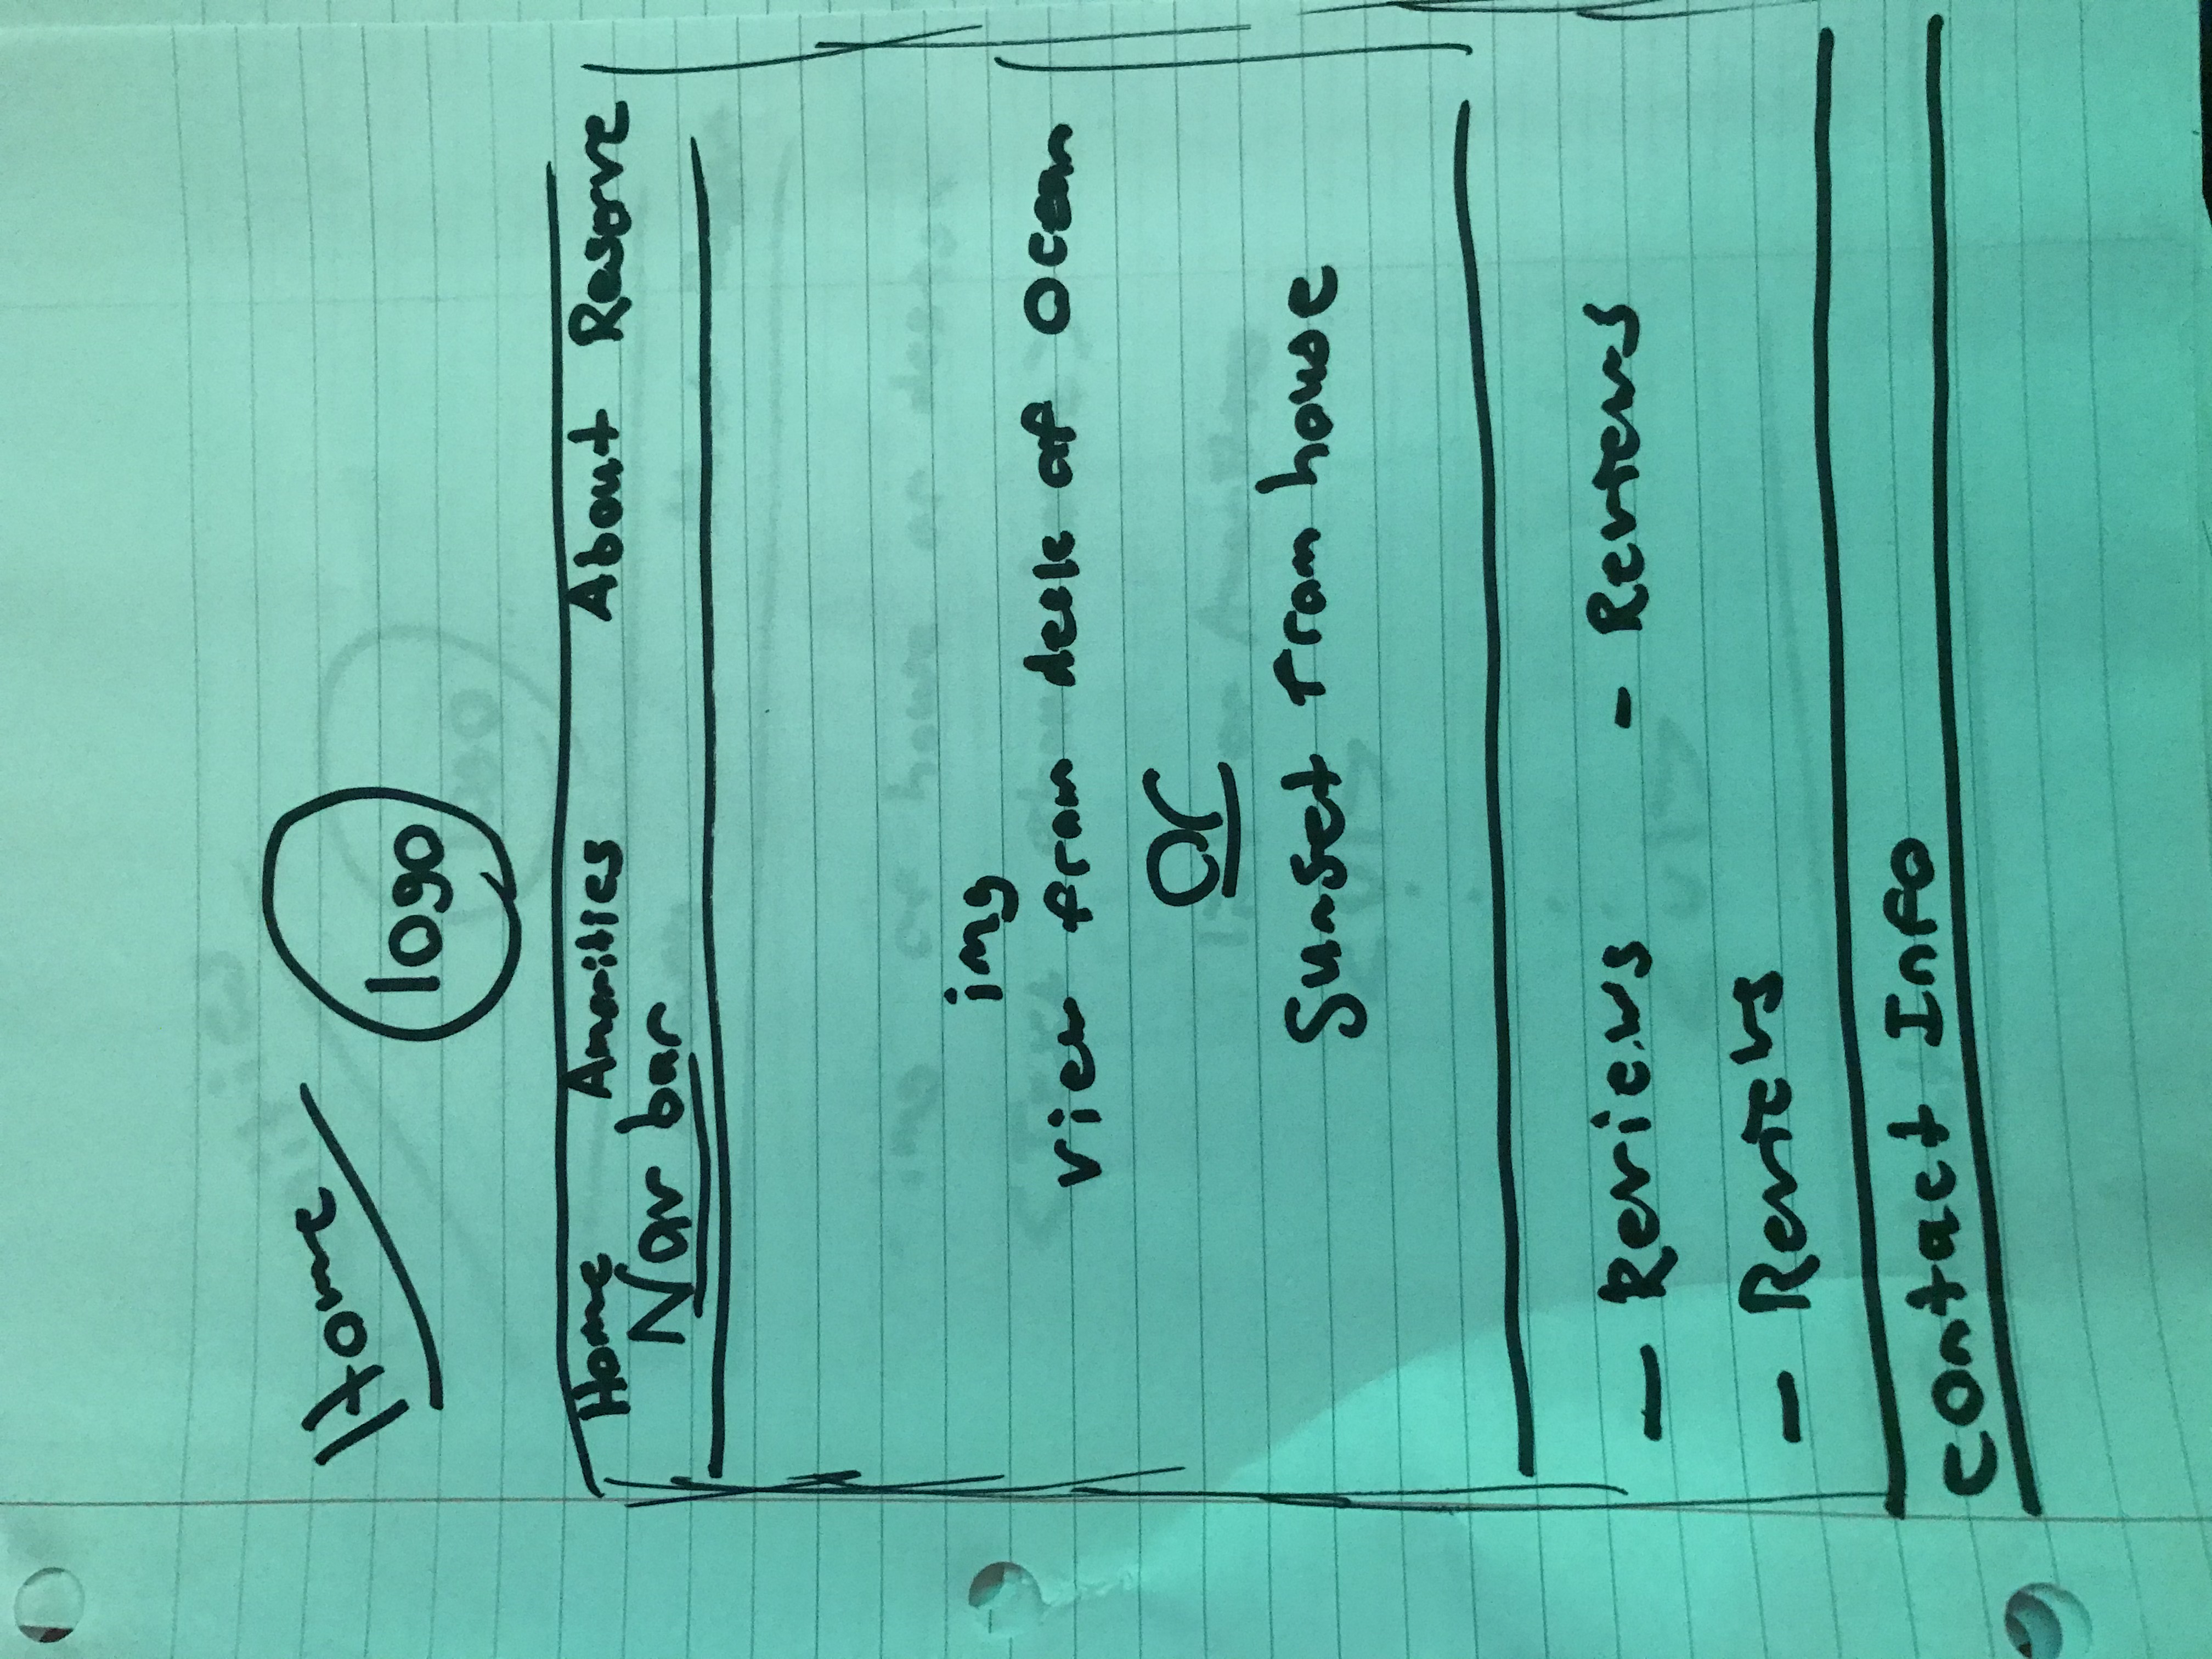 Home
logo
Home Amenities About Reserve
Nav bar
img
view from deck of Ocean
or
Sunset from house
- Reviews - Reviews
- Reviews
Contact Info